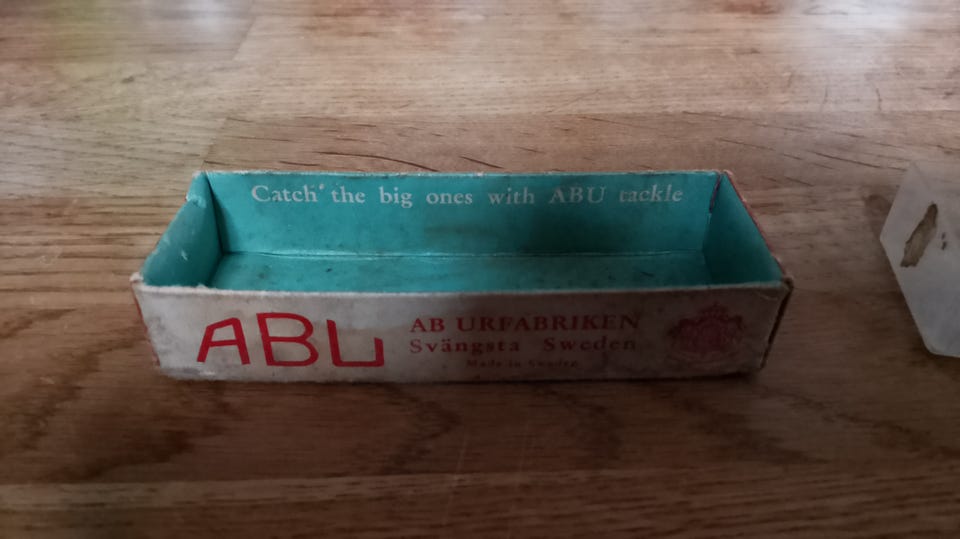 Catch the big ones with ABU tackle
ABU
AB URFABRIKEN
Svängsta Sweden
Made in Sweden